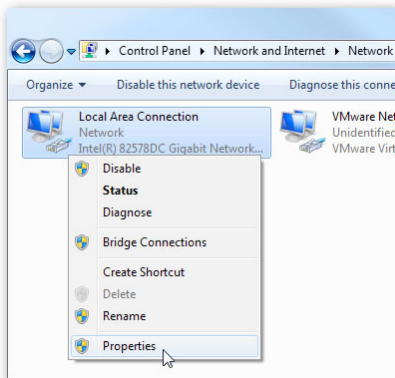 Control Panel Network and Internet Network
Organize Disable this network device Diagnose this conne
Local Area Connection
Network
Intel(R) 82578DC Gigabit Network...
VMware Net
Unidentified
VMware Virt
Disable
Status
Diagnose
Bridge Connections
Create Shortcut
Delete
Rename
Properties